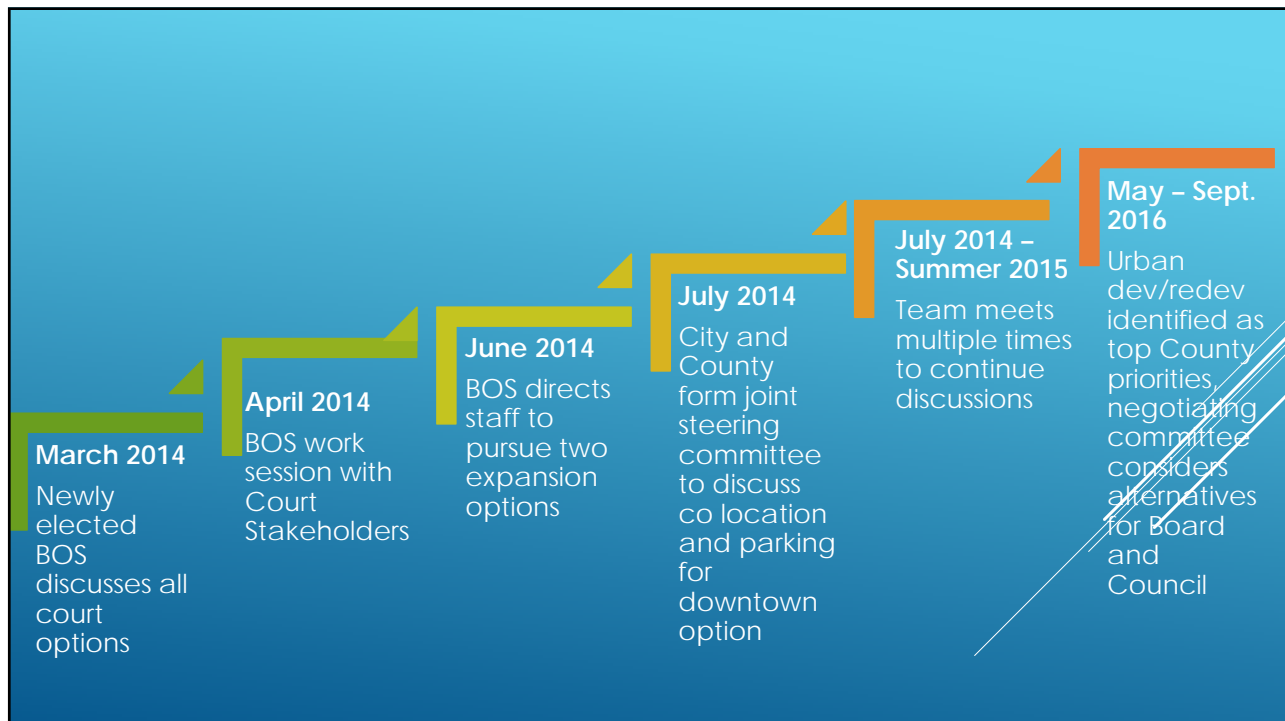 March 2014
Newly
elected
BOS
discusses all
court
options
April 2014
BOS work
session with
Court
Stakeholders
June 2014
BOS directs
staff to
pursue two
expansion
options
July 2014
City and
County
form joint
steering
committee
to discuss
co location
and parking
for
downtown
option
July 2014 –
Summer 2015
Team meets
multiple times
to continue
discussions
May – Sept.
2016
Urban
dev/redev
identified as
top County
priorities,
negotiating
committee
considers
alternatives
for Board
and
Council